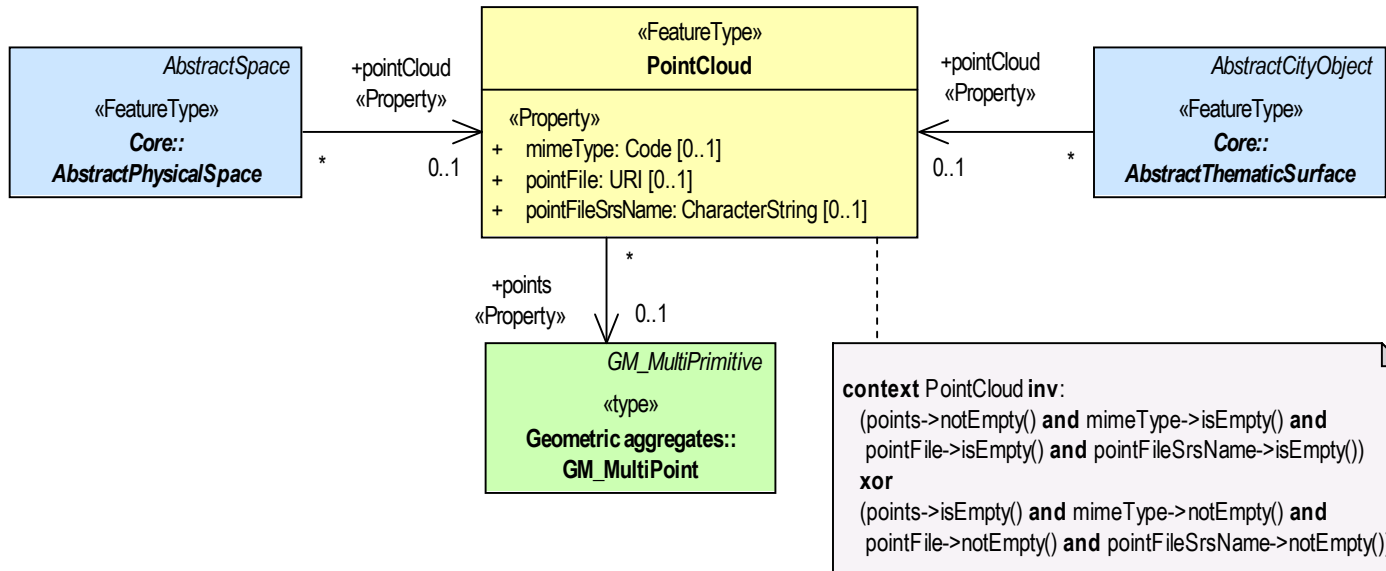 «FeatureType»
PointCloud
«Property»
+ mimeType: Code [0..1]
+ pointFile: URI [0..1]
+ pointFileSrsName: CharacterString [0..1]
AbstractSpace
«FeatureType»
Core::
AbstractPhysicalSpace
+pointCloud
«Property»
*
0..1
+pointCloud
«Property»
0..1
*
AbstractCityObject
«FeatureType»
Core::
AbstractThematicSurface
*
+points
«Property»
0..1
GM_MultiPrimitive
«type»
Geometric aggregates::
GM_MultiPoint
context PointCloud inv:
(points->notEmpty() and mimeType->isEmpty() and
pointFile->isEmpty() and pointFileSrsName->isEmpty())
xor
(points->isEmpty() and mimeType->notEmpty() and
pointFile->notEmpty() and pointFileSrsName->notEmpty())